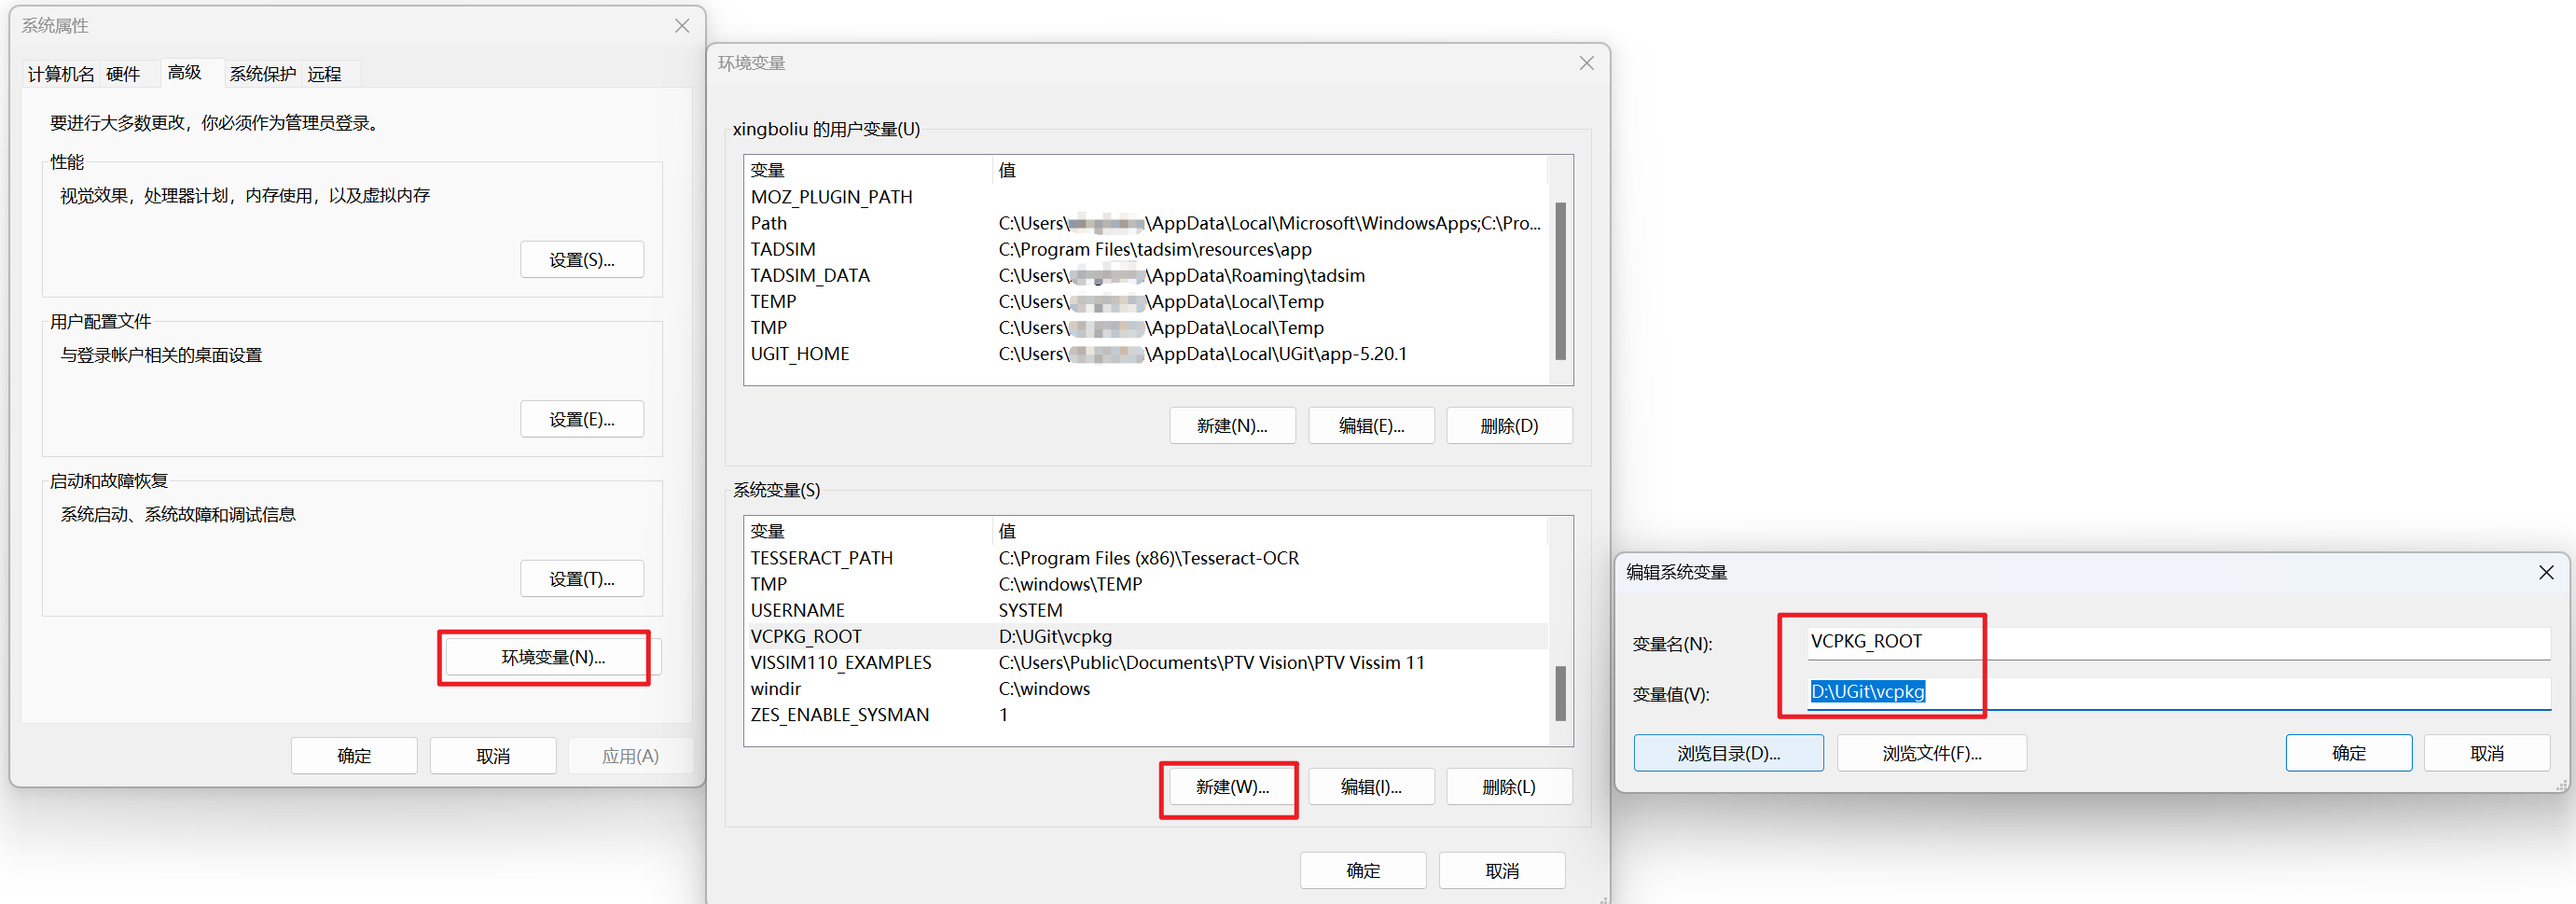 系统属性
计算机名 硬件 高级 系统保护 远程
要进行大多数更改，你必须作为管理员登录。
性能
视觉效果，处理器计划，内存使用，以及虚拟内存
设置(S)...
用户配置文件
与登录帐户相关的桌面设置
设置(E)...
启动和故障恢复
系统启动、系统故障和调试信息
设置(T)...
环境变量(N)...
确定 取消 应用(A)
环境变量
xingboliu 的用户变量(U)
变量 值
MOZ_PLUGIN_PATH
Path C:\Users\ \AppData\Local\Microsoft\WindowsApps;C:\Pro...
TADSIM C:\Program Files\tadsim\resources\app
TADSIM_DATA C:\Users\ \AppData\Roaming\tadsim
TEMP C:\Users\ \AppData\Local\Temp
TMP C:\Users\ \AppData\Local\Temp
UGIT_HOME C:\Users\ \AppData\Local\UGit\app-5.20.1
新建(N)... 编辑(E)... 删除(D)
系统变量(S)
变量 值
TESSERACT_PATH C:\Program Files (x86)\Tesseract-OCR
TMP C:\windows\TEMP
USERNAME SYSTEM
VCPKG_ROOT D:\UGit\vcpkg
VISSIM110_EXAMPLES C:\Users\Public\Documents\PTV Vision\PTV Vissim 11
windir C:\windows
ZES_ENABLE_SYSMAN 1
新建(W)... 编辑(I)... 删除(L)
确定 取消
编辑系统变量
变量名(N): VCPKG_ROOT
变量值(V): D:\UGit\vcpkg
浏览目录(D)... 浏览文件(F)... 确定 取消